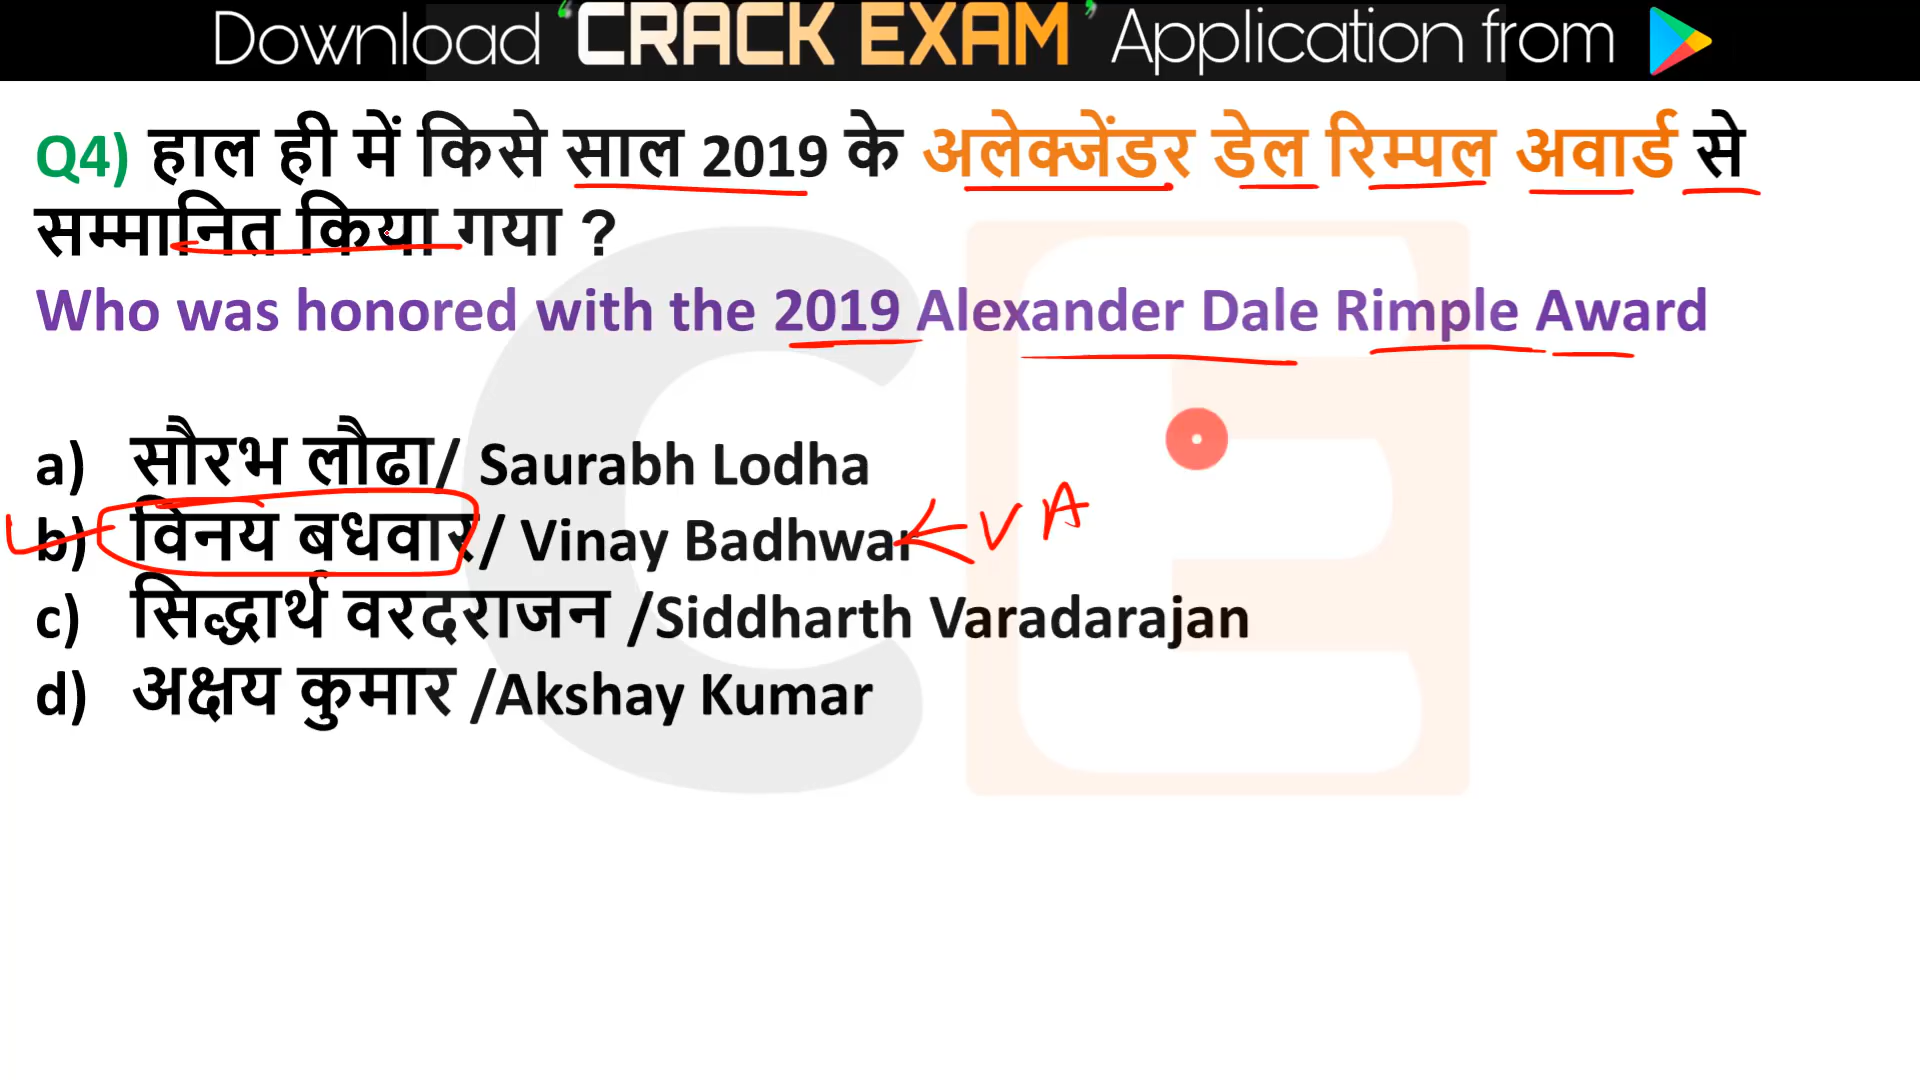 Download ‘CRACK EXAM’ Application from
Q4) हाल ही में किसे साल 2019 के अलेक्जेंडर डेल रिम्पल अवार्ड से
सम्मानित किया गया ?
Who was honored with the 2019 Alexander Dale Rimple Award
a) सौरभ लौढा/ Saurabh Lodha
b) विनय बधवार/ Vinay Badhwar
V A
c) सिद्धार्थ वरदराजन /Siddharth Varadarajan
d) अक्षय कुमार /Akshay Kumar